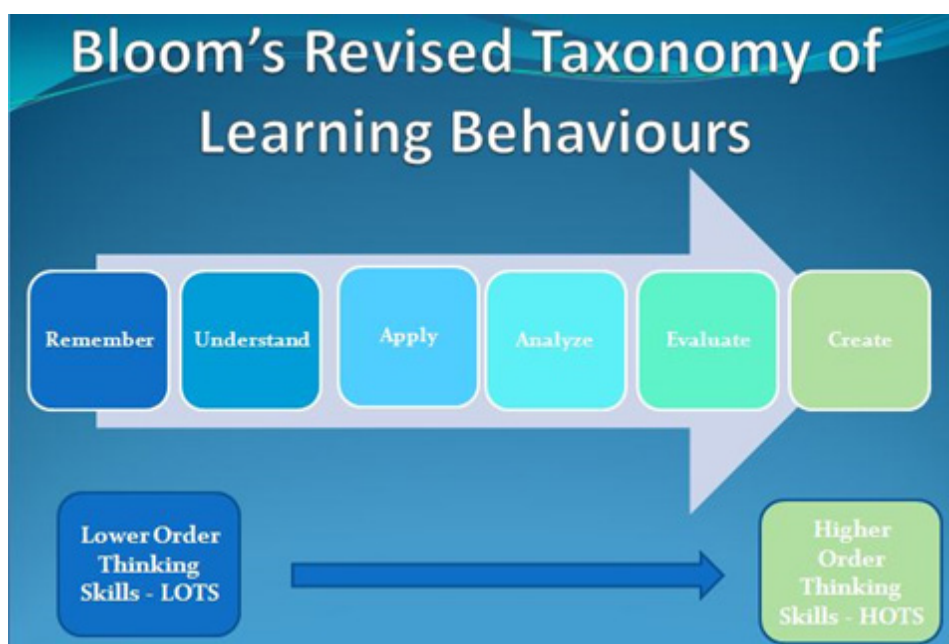 Bloom's Revised Taxonomy of
Learning Behaviours
Remember
Understand
Apply
Analyze
Evaluate
Create
Lower Order
Thinking
Skills - LOTS
Higher
Order
Thinking
Skills - HOTS